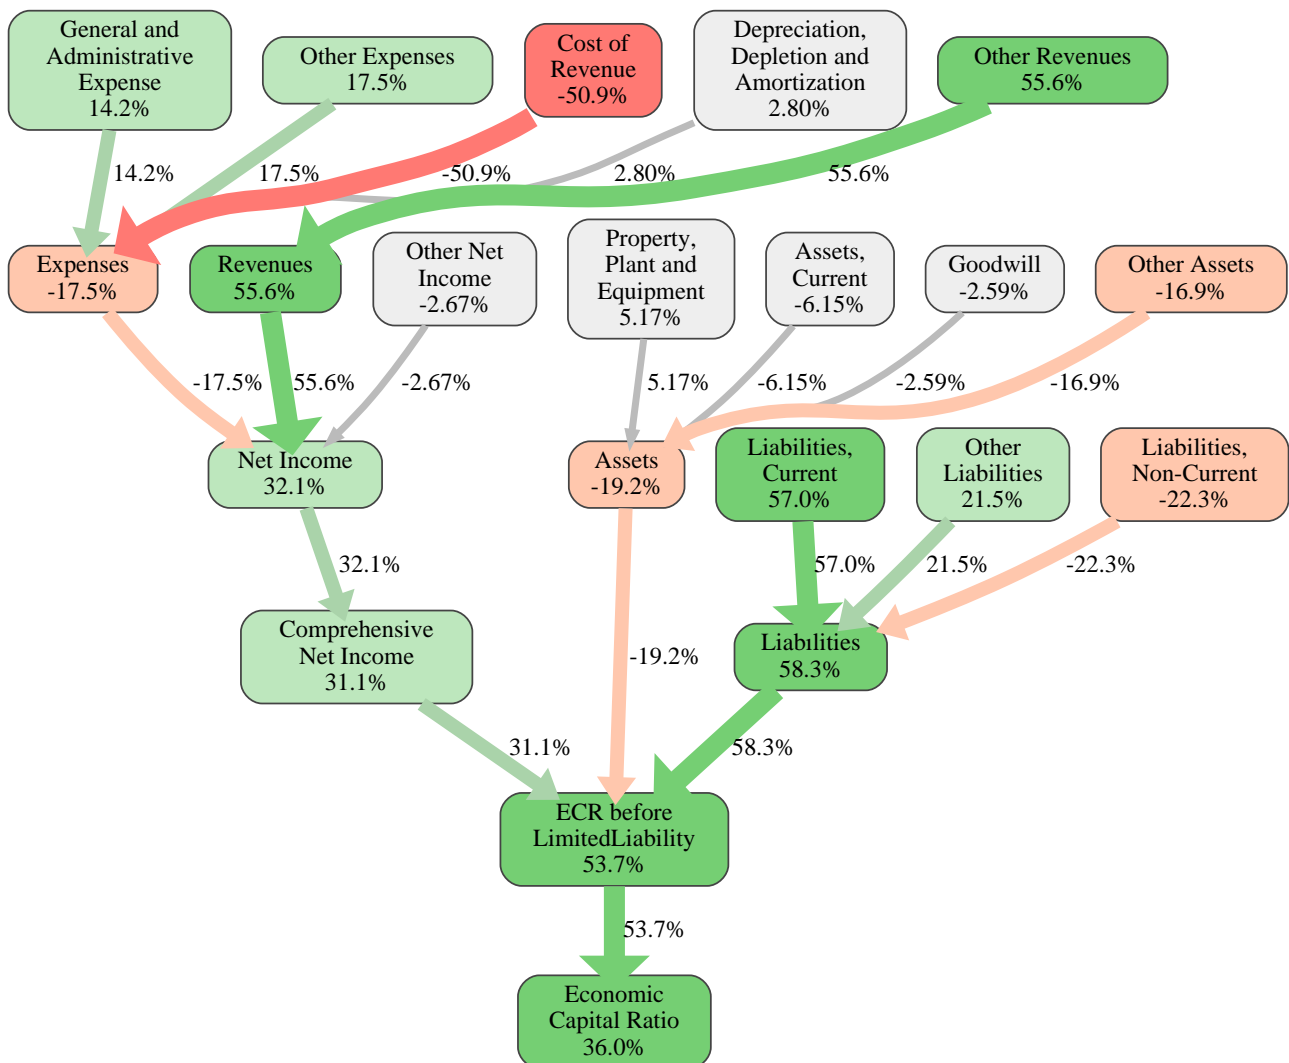 General and
Administrative
Expense
14.2%
Other Expenses
17.5%
Cost of
Revenue
-50.9%
Depreciation,
Depletion and
Amortization
2.80%
Other Revenues
55.6%
14.2%
17.5%
-50.9%
2.80%
55.6%
Expenses
-17.5%
Revenues
55.6%
Other Net
Income
-2.67%
Property,
Plant and
Equipment
5.17%
Assets,
Current
-6.15%
Goodwill
-2.59%
Other Assets
-16.9%
-17.5%
55.6%
-2.67%
5.17%
-6.15%
-2.59%
-16.9%
Net Income
32.1%
Assets
-19.2%
Liabilities,
Current
57.0%
Other
Liabilities
21.5%
Liabilities,
Non-Current
-22.3%
32.1%
57.0%
21.5%
-22.3%
Comprehensive
Net Income
31.1%
-19.2%
Liabilities
58.3%
31.1%
58.3%
ECR before
LimitedLiability
53.7%
53.7%
Economic
Capital Ratio
36.0%